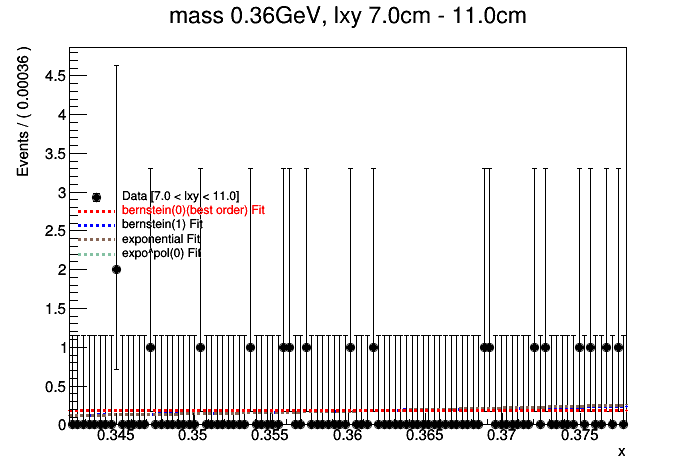 mass 0.36GeV, lxy 7.0cm - 11.0cm
Events / ( 0.00036 )
4.5
4
3.5
3
2.5
2
1.5
1
0.5
0
Data [7.0 < lxy < 11.0]
bernstein(0)(best order) Fit
bernstein(1) Fit
exponential Fit
expo^pol(0) Fit
0.345 0.35 0.355 0.36 0.365 0.37 0.375
x